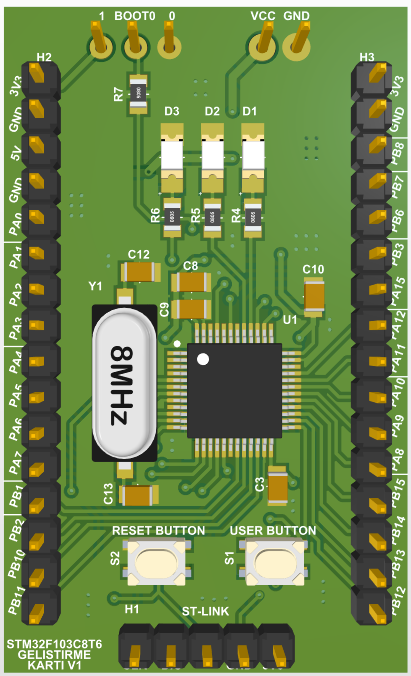 1 BOOT0 0
VCC GND
H2
H3
3V3
GND
5V
GND
PA0
PA1
PA2
PA3
PA4
PA5
PA6
PA7
PB1
PB2
PB10
PB11
3V3
GND
PB8
PB7
PB6
PB3
PA15
PA12
PA11
PA10
PA9
PA8
PB15
PB14
PB13
PB12
R7
D3 D2 D1
R6 R5 R4
C12
C8
C9
C10
Y1
U1
8MHz
C13
C3
RESET BUTTON
USER BUTTON
S2
S1
H1
ST-LINK
STM32F103C8T6
GELISTIRME
KARTI V1